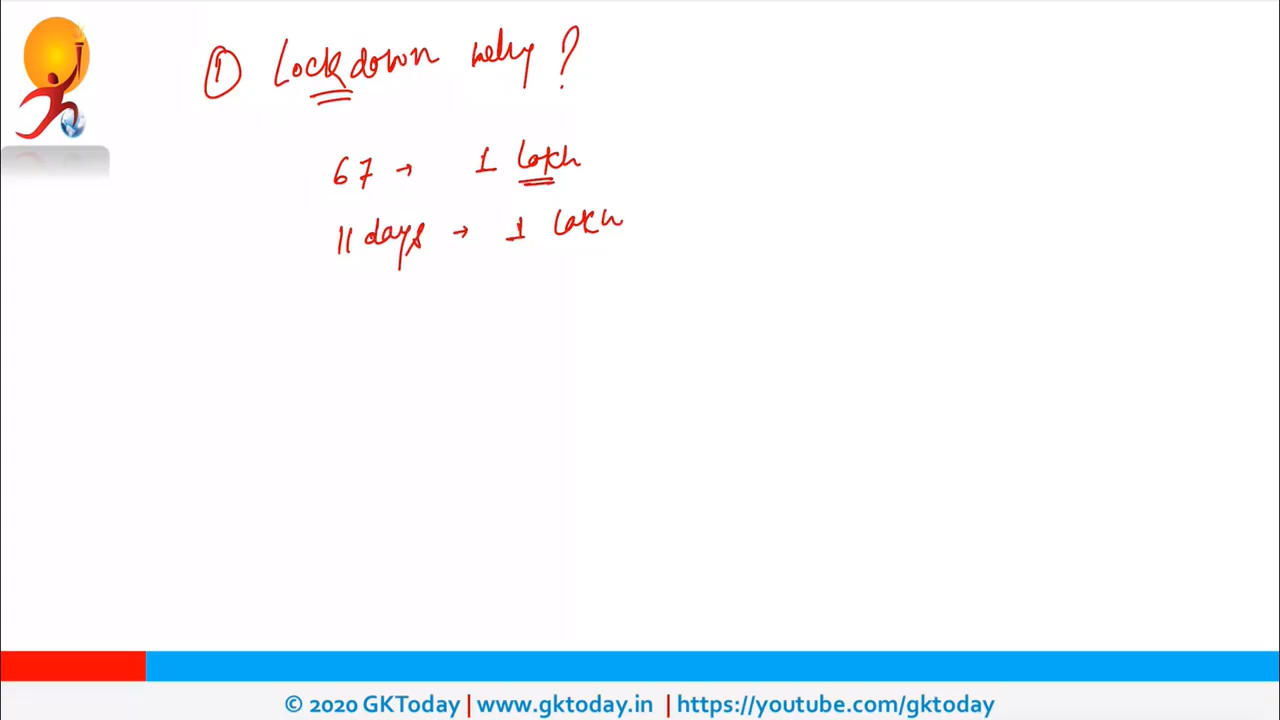 ① Lockdown why?
67 → 1 lakh
11 days → 1 lakh
© 2020 GKToday | www.gktoday.in | https://youtube.com/gktoday